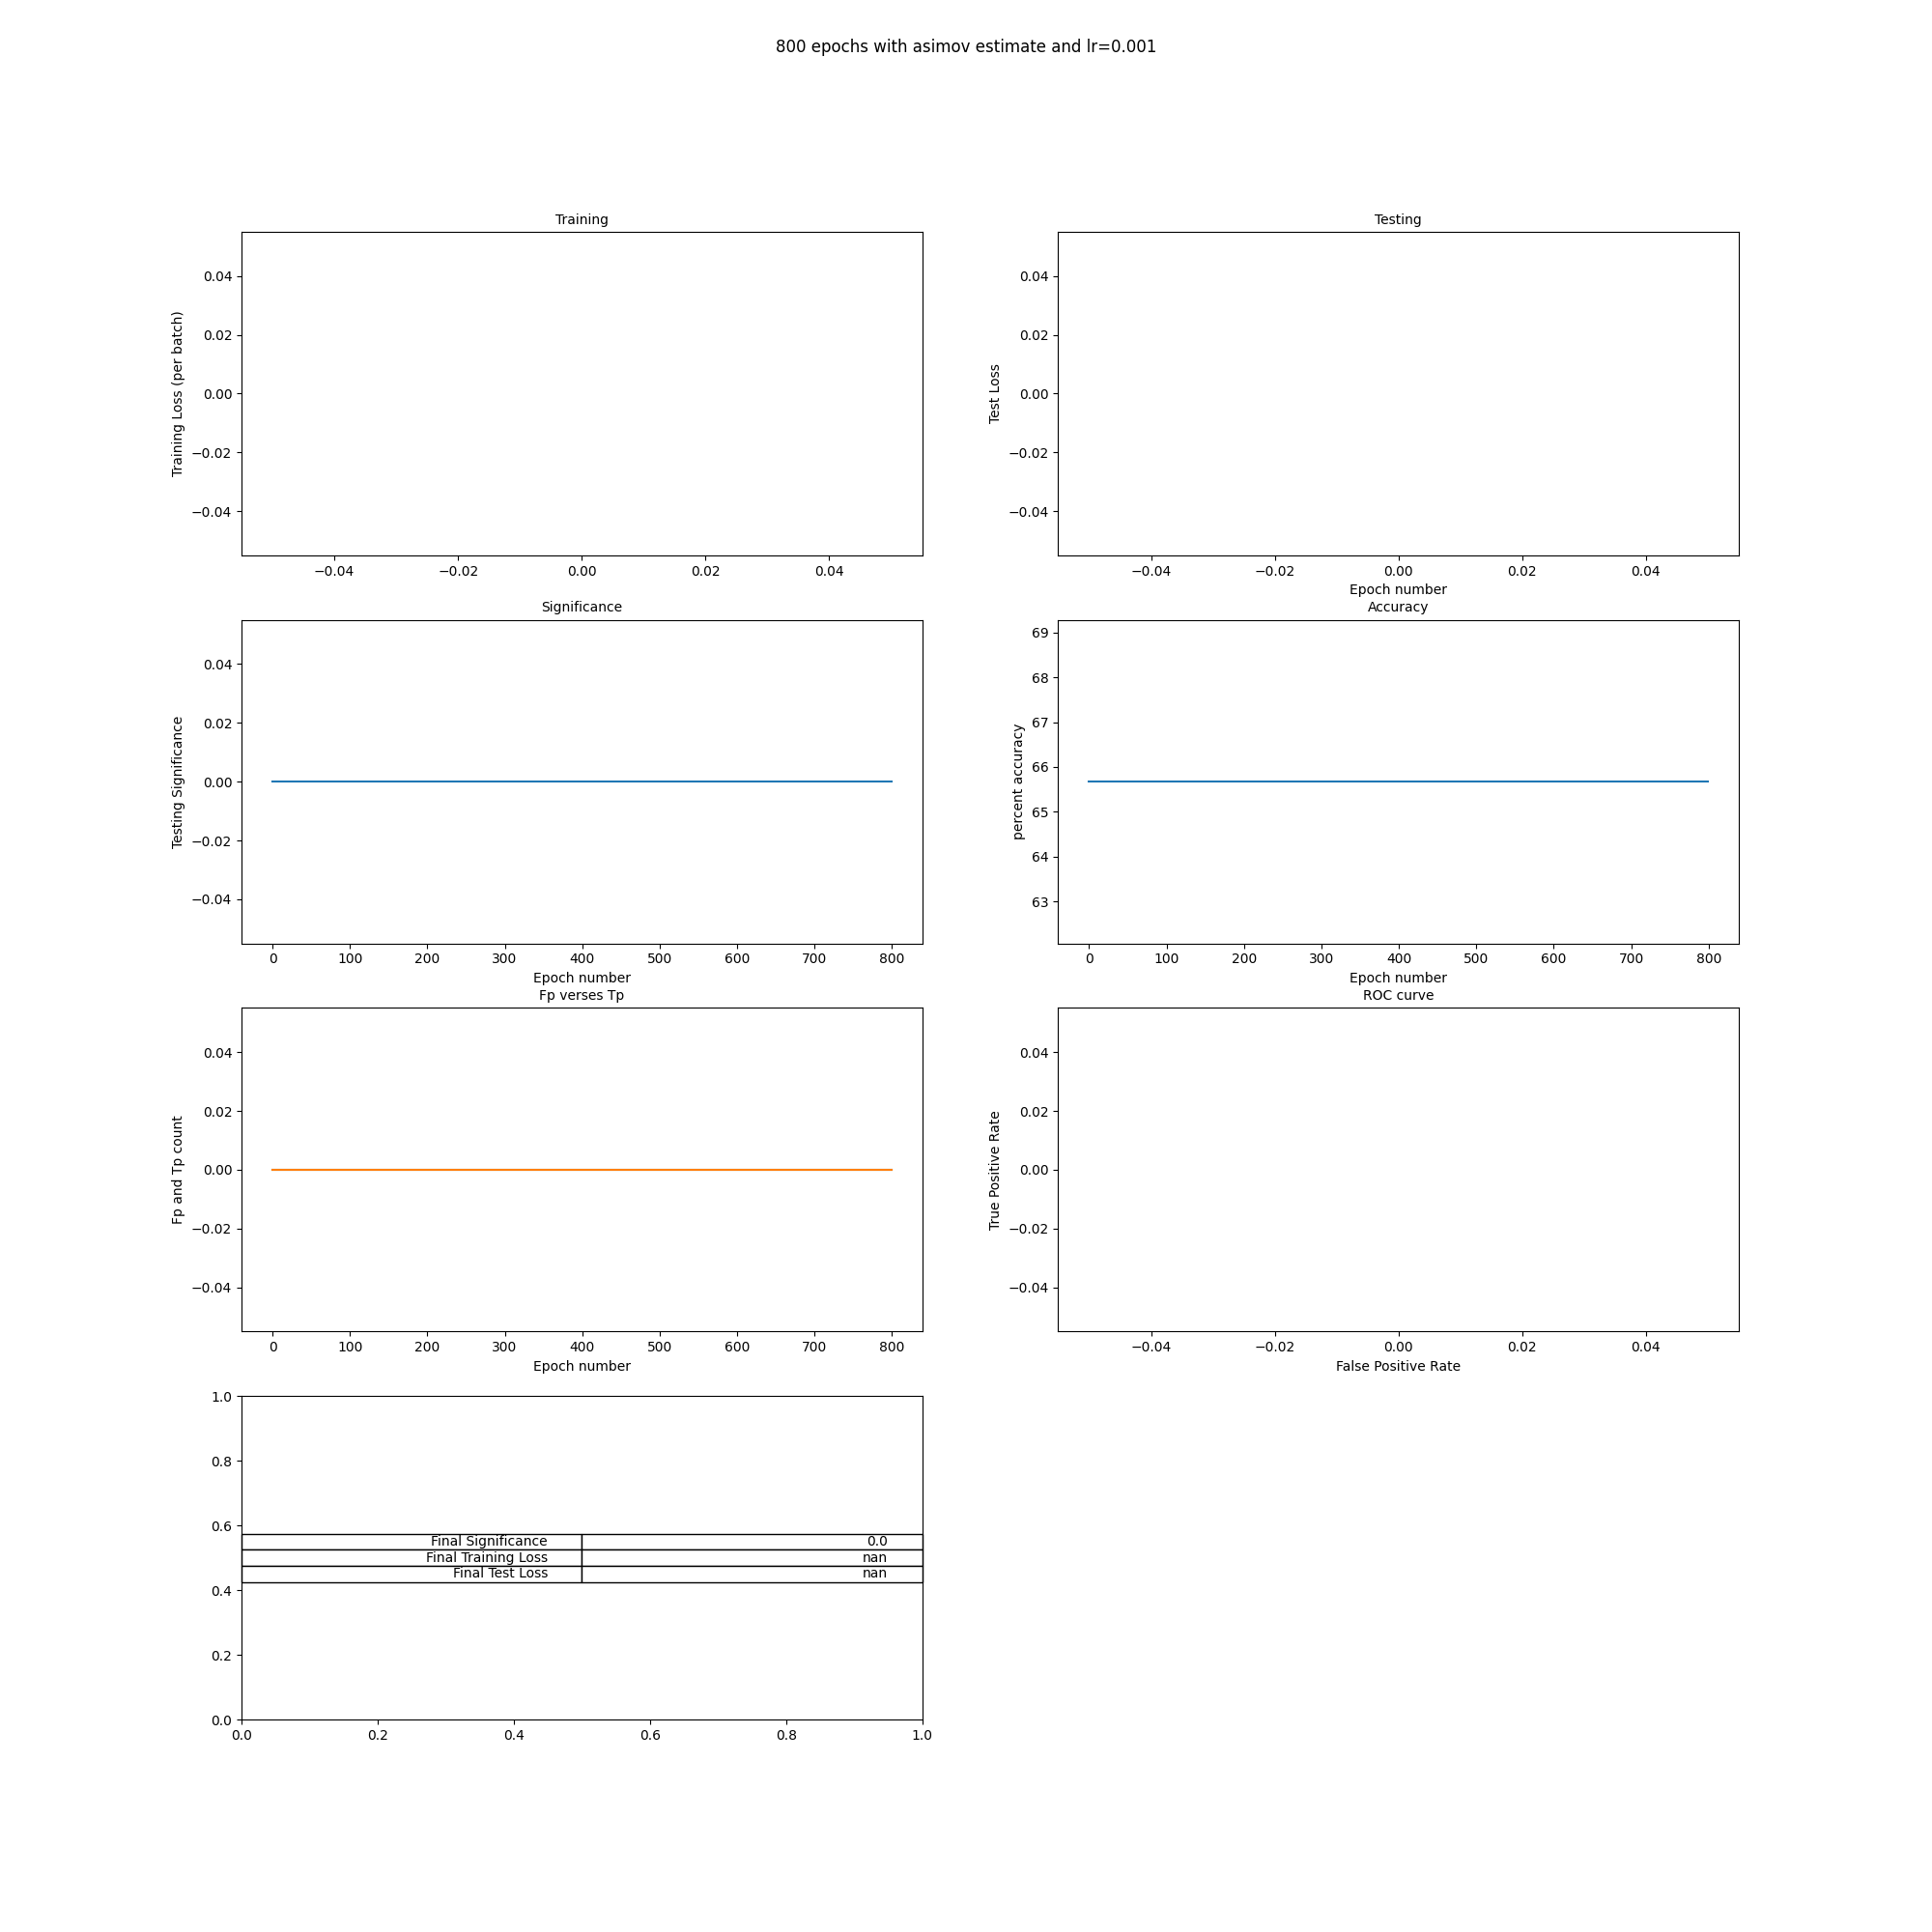 800 epochs with asimov estimate and lr=0.001
Training
Training Loss (per batch)
0.04
0.02
0.00
−0.02
−0.04
−0.04 −0.02 0.00 0.02 0.04
Testing
Test Loss
0.04
0.02
0.00
−0.02
−0.04
−0.04 −0.02 0.00 0.02 0.04
Epoch number
Significance
Testing Significance
0.04
0.02
0.00
−0.02
−0.04
0 100 200 300 400 500 600 700 800
Epoch number
Accuracy
percent accuracy
69
68
67
66
65
64
63
0 100 200 300 400 500 600 700 800
Epoch number
Fp verses Tp
Fp and Tp count
0.04
0.02
0.00
−0.02
−0.04
0 100 200 300 400 500 600 700 800
Epoch number
ROC curve
True Positive Rate
0.04
0.02
0.00
−0.02
−0.04
−0.04 −0.02 0.00 0.02 0.04
False Positive Rate
1.0
0.8
0.6
Final Significance 0.0
Final Training Loss nan
Final Test Loss nan
0.4
0.2
0.0
0.0 0.2 0.4 0.6 0.8 1.0